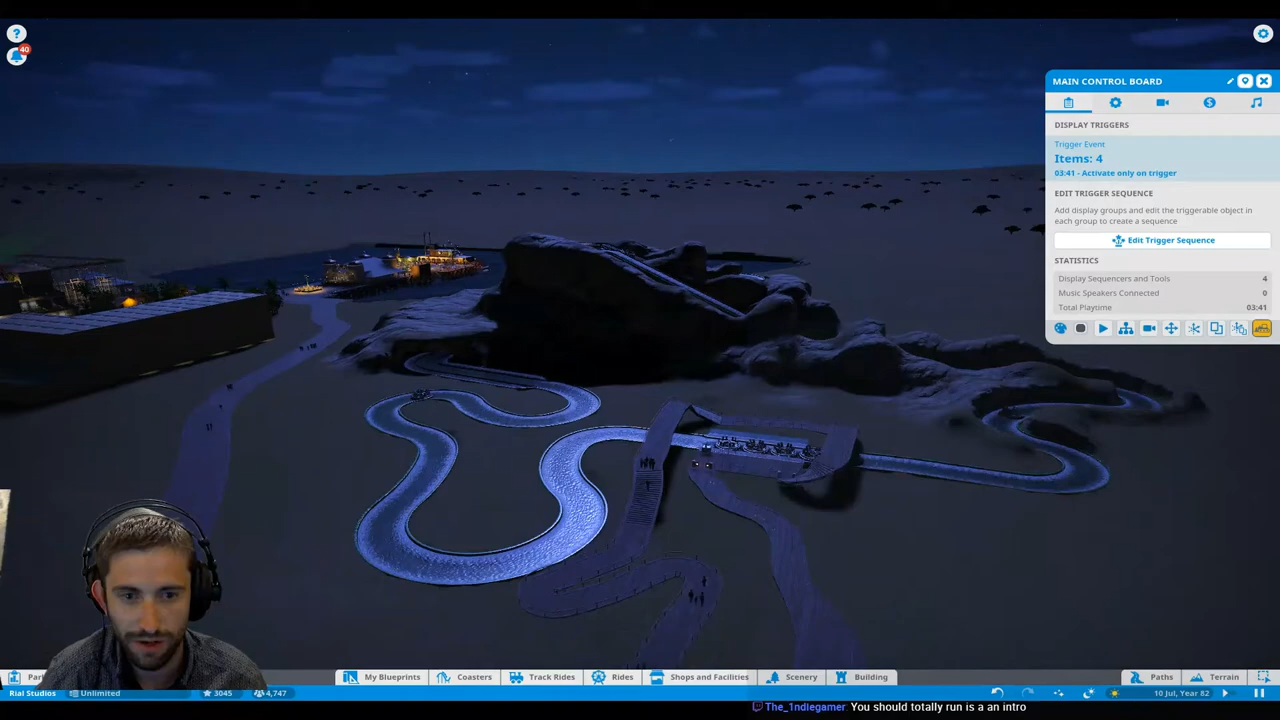 40
MAIN CONTROL BOARD
DISPLAY TRIGGERS
Trigger Event
Items: 4
03:41 - Activate only on trigger
EDIT TRIGGER SEQUENCE
Add display groups and edit the triggerable object in
each group to create a sequence
Edit Trigger Sequence
STATISTICS
Display Sequencers and Tools 4
Music Speakers Connected 0
Total Playtime 03:41
My Blueprints Coasters Track Rides Rides Shops and Facilities Scenery Building Paths Terrain
Rial Studios Unlimited 3045 4,747 10 Jul, Year 82
The_1ndiegamer: You should totally run is a an intro